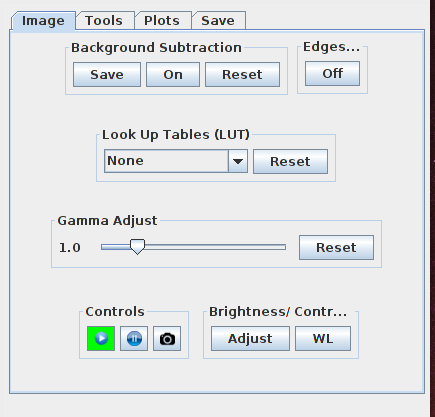 Image Tools Plots Save
Background Subtraction Edges...
Save On Reset Off
Look Up Tables (LUT)
None Reset
Gamma Adjust
1.0 Reset
Controls Brightness/ Contr...
Adjust WL